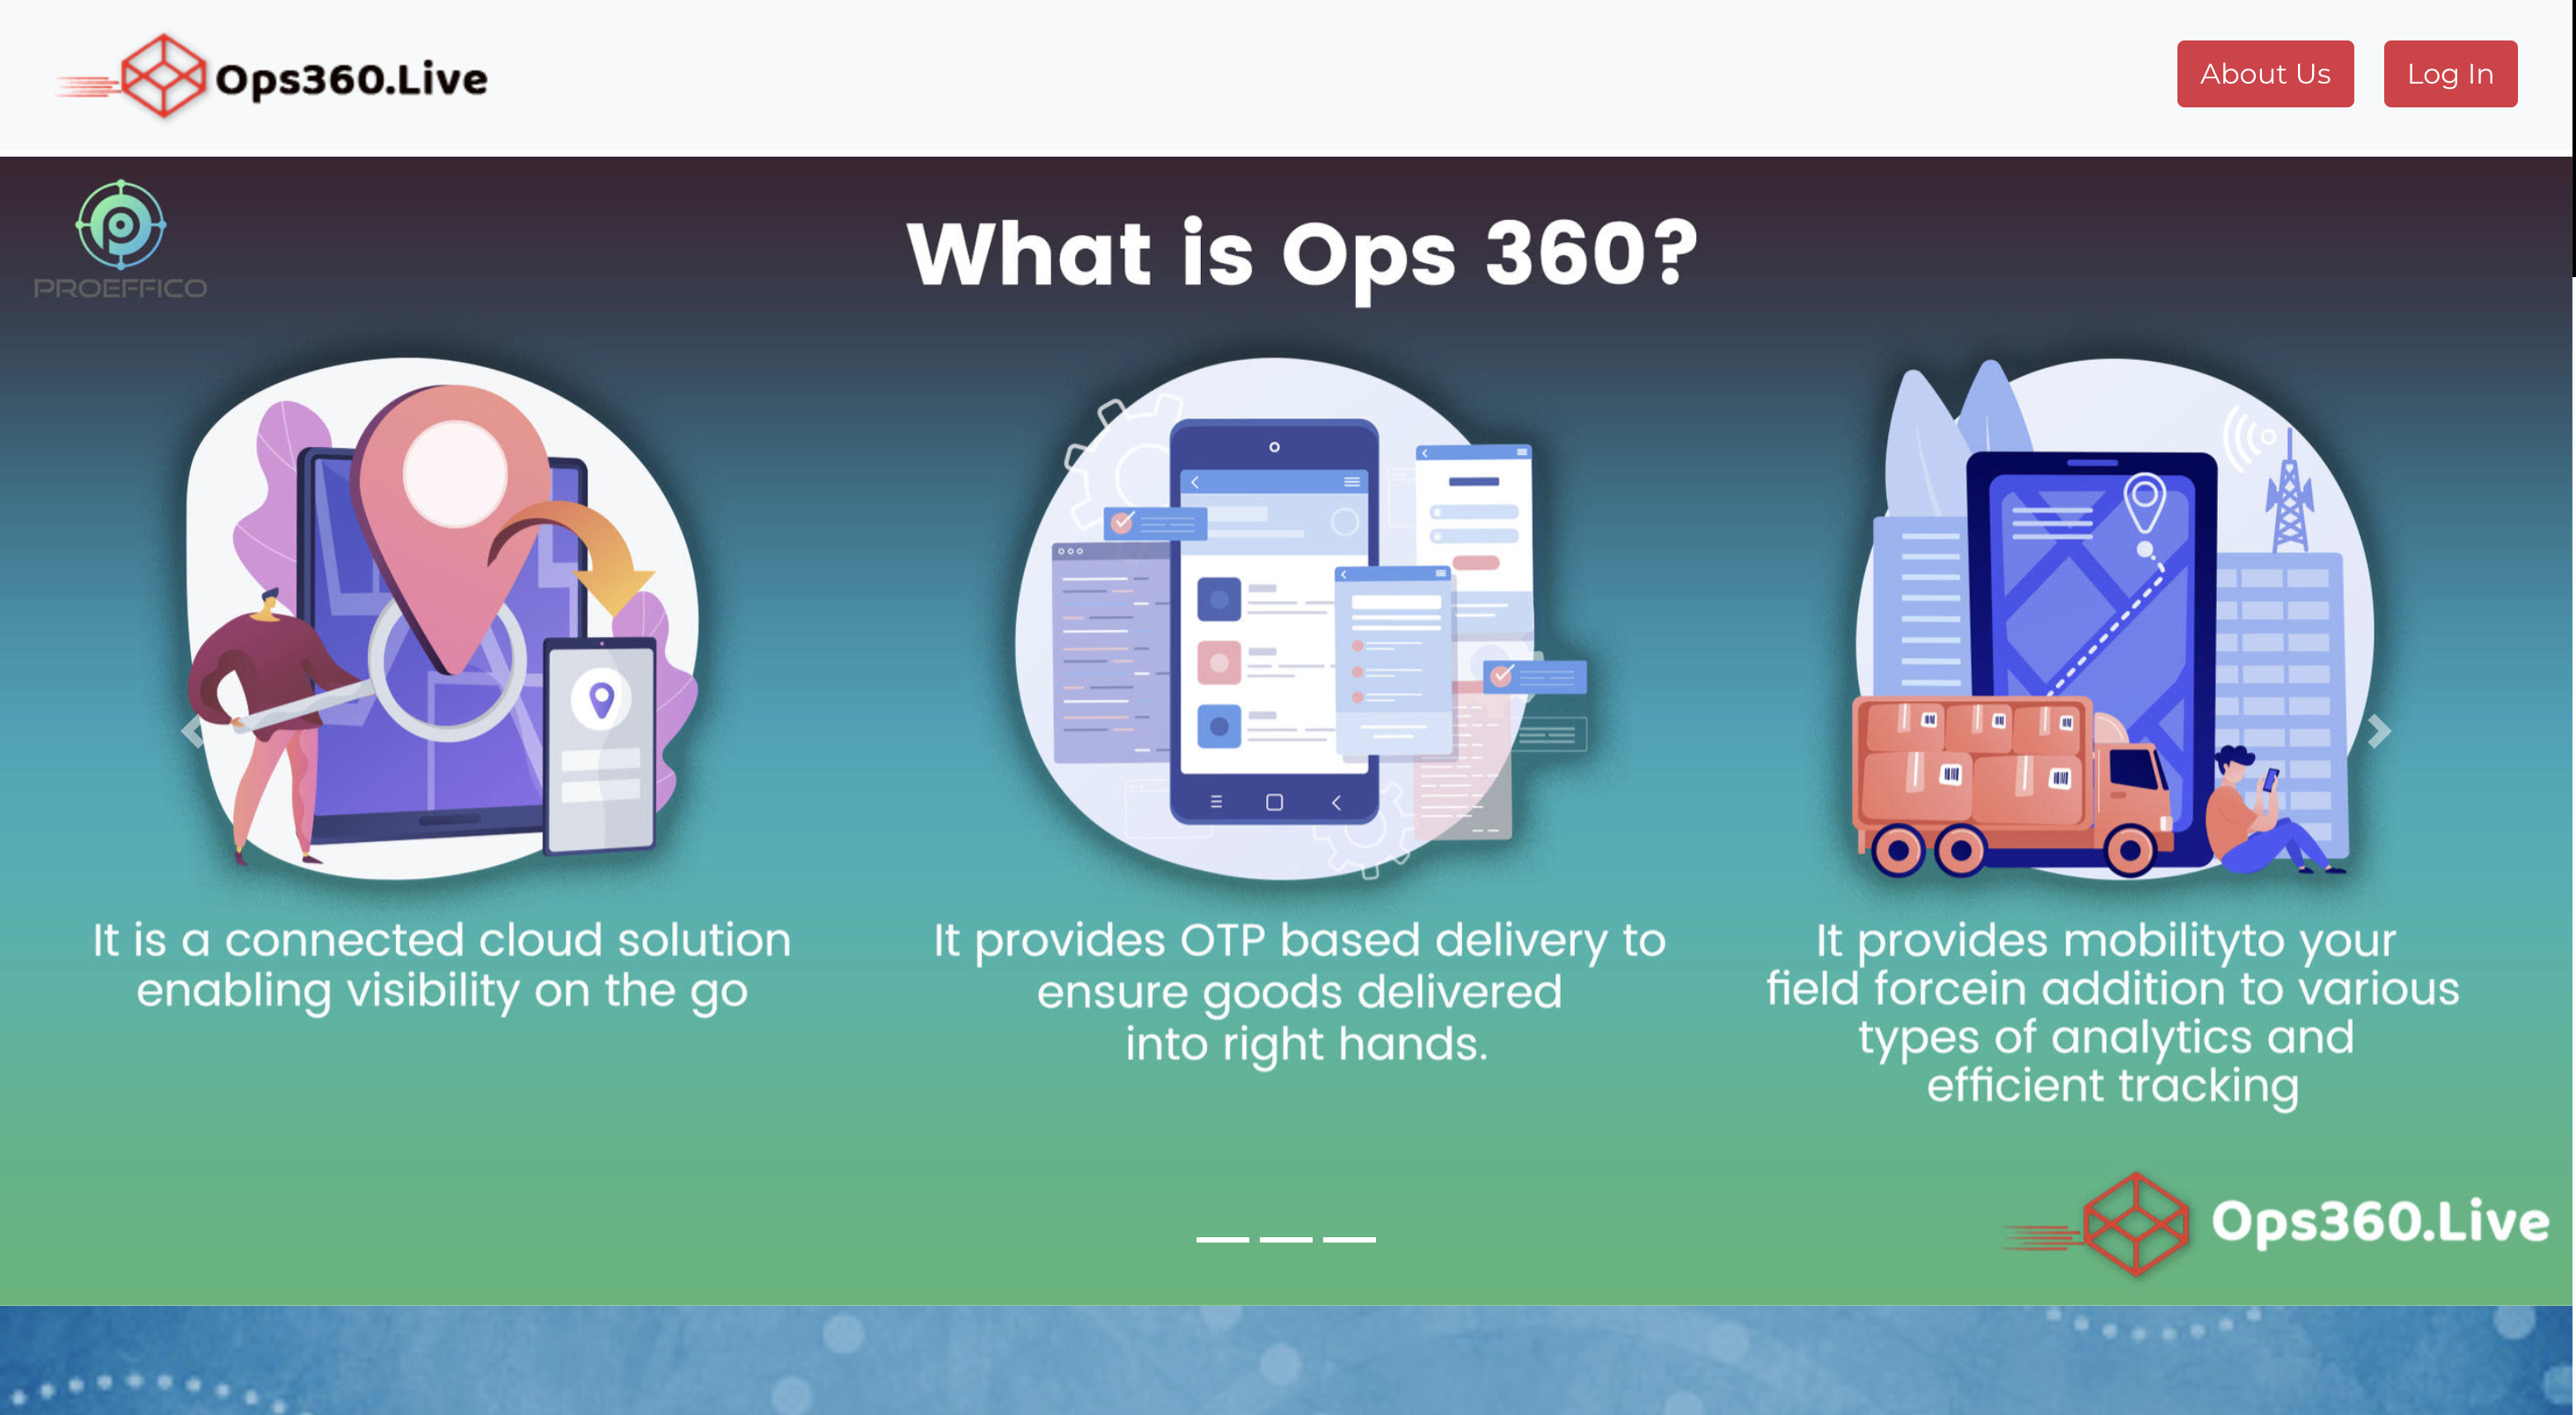 Ops360.Live
About Us
Log In
PROEFFICO
What is Ops 360?
It is a connected cloud solution
enabling visibility on the go
It provides OTP based delivery to
ensure goods delivered
into right hands.
It provides mobilityto your
field forcein addition to various
types of analytics and
efficient tracking
Ops360.Live